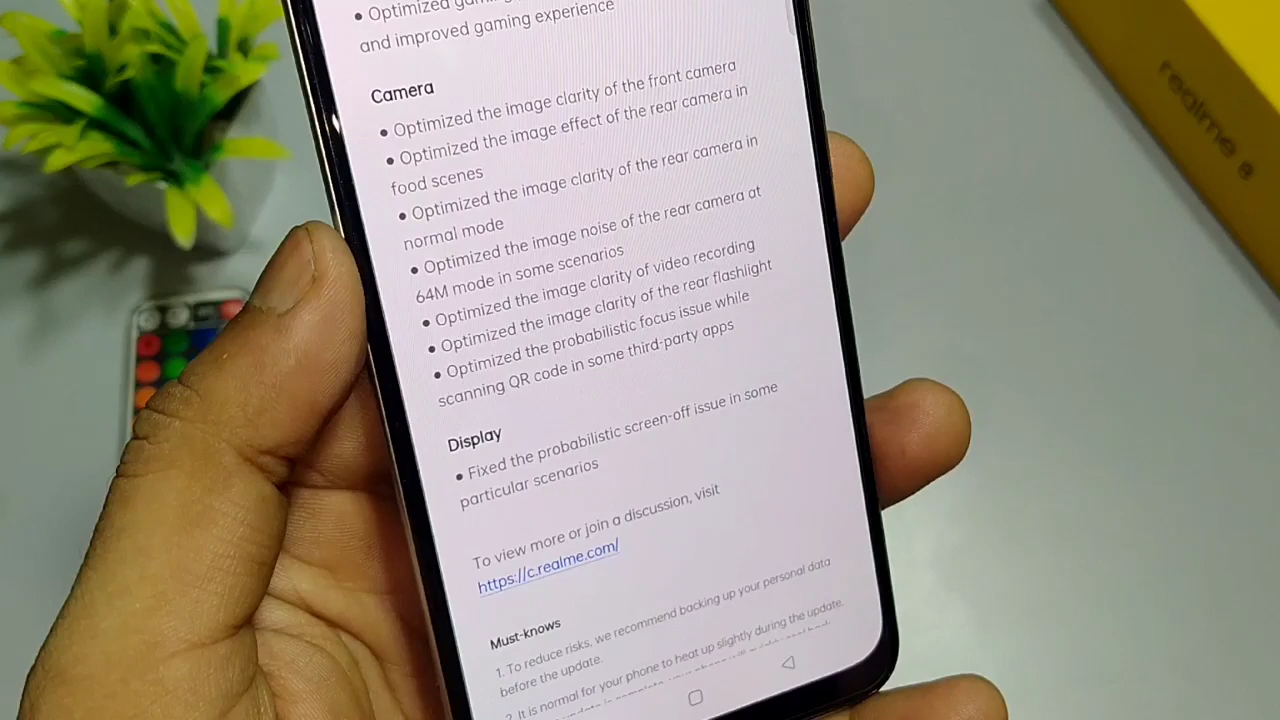 • Optimized gaming
and improved gaming experience
Camera
• Optimized the image clarity of the front camera
• Optimized the image effect of the rear camera in
food scenes
• Optimized the image clarity of the rear camera in
normal mode
• Optimized the image noise of the rear camera at
64M mode in some scenarios
• Optimized the image clarity of video recording
• Optimized the image clarity of the rear flashlight
• Optimized the probabilistic focus issue while
scanning QR code in some third-party apps
Display
• Fixed the probabilistic screen-off issue in some
particular scenarios
To view more or join a discussion, visit
https://c.realme.com/
Must-knows
1. To reduce risks, we recommend backing up your personal data
before the update.
2. It is normal for your phone to heat up slightly during the update.
realme 8